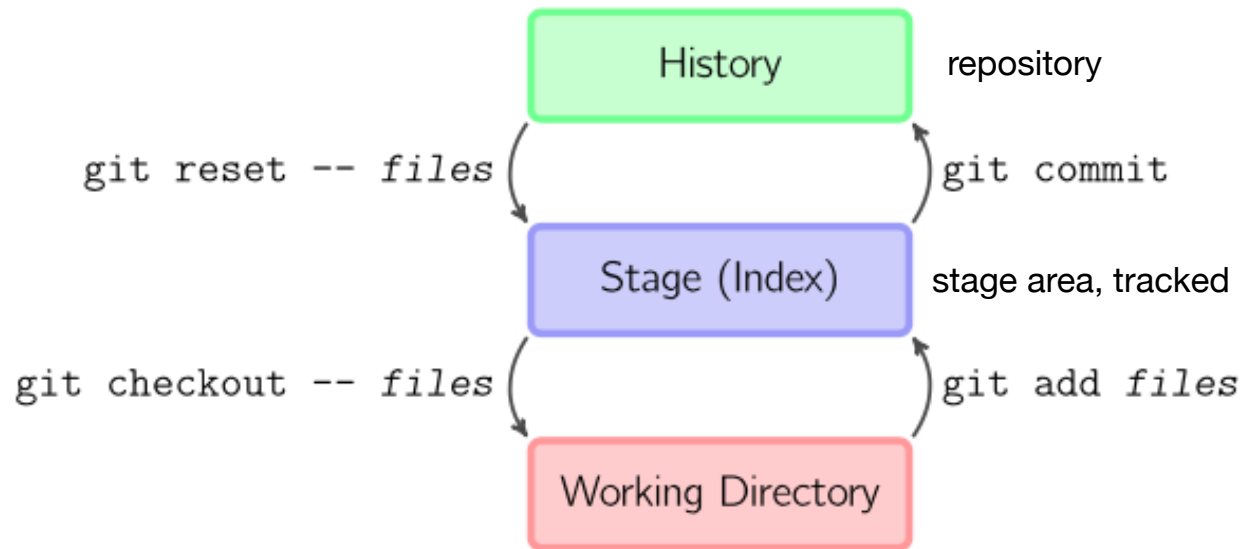 History
repository
git reset -- files
git commit
Stage (Index)
stage area, tracked
git checkout -- files
git add files
Working Directory